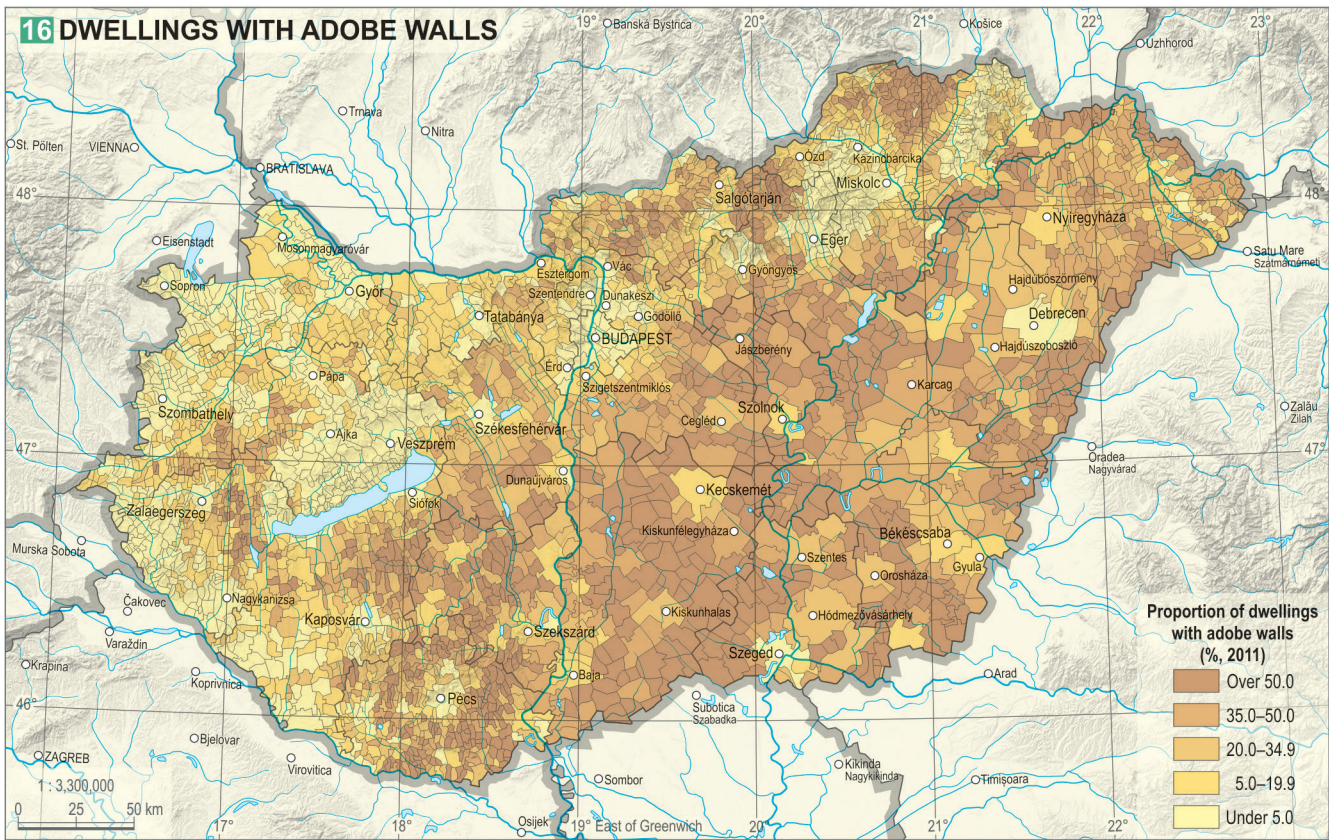 16 DWELLINGS WITH ADOBE WALLS
19°
20°
21°
22°
23°
Banská Bystrica
Košice
Uzhhorod
Trnava
Nitra
St. Pölten
VIENNA
BRATISLAVA
Ózd
Kazincbarcika
Miskolc
48°
48°
Salgótarján
Nyíregyháza
Eisenstadt
Mosonmagyaróvár
Eger
Satu Mare
Szatmárnémeti
Sopron
Győr
Esztergom
Vác
Gyöngyös
Hajdúböszörmény
Szentendre
Dunakeszi
Tatabánya
Gödöllő
Debrecen
BUDAPEST
Jászberény
Hajdúszoboszló
Pápa
Érd
Szigetszentmiklós
Karcag
Szombathely
Székesfehérvár
Cegléd
Szolnok
Zalău
Zilah
Ajka
Veszprém
47°
47°
Oradea
Nagyvárad
Dunaújváros
Siófok
Kecskemét
Zalaegerszeg
Kiskunfélegyháza
Békéscsaba
Murska Sobota
Szentes
Gyula
Orosháza
Nagykanizsa
Čakovec
Kaposvár
Kiskunhalas
Hódmezővásárhely
Varaždin
Szekszárd
Szeged
Krapina
Koprivnica
Baja
Arad
Pécs
Subotica
Szabadka
46°
46°
Bjelovar
ZAGREB
Virovitica
Sombor
Kikinda
Nagykikinda
Timişoara
Osijek
1 : 3,300,000
0 25 50 km
17°
18°
19° East of Greenwich
20°
21°
22°
Proportion of dwellings
with adobe walls
(%, 2011)
Over 50.0
35.0–50.0
20.0–34.9
5.0–19.9
Under 5.0